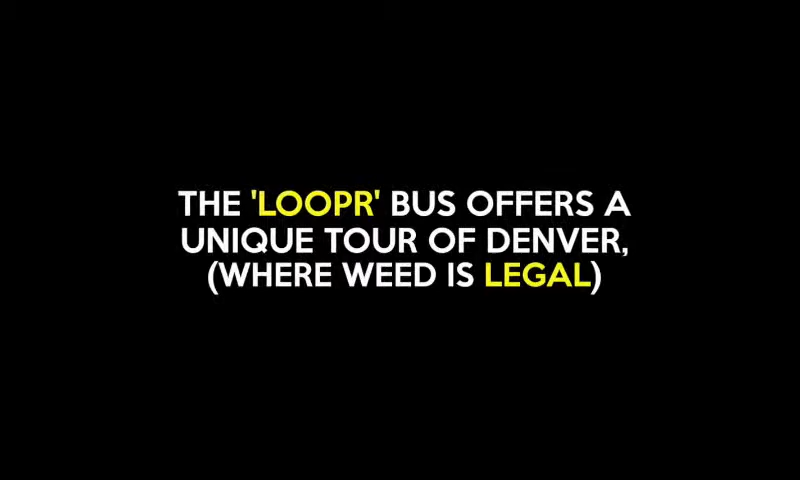 THE 'LOOPR' BUS OFFERS A
UNIQUE TOUR OF DENVER,
(WHERE WEED IS LEGAL)